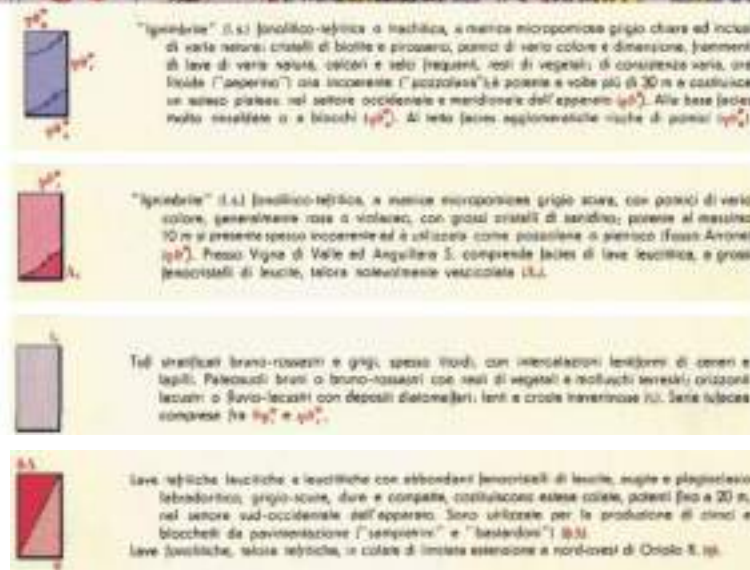 "Ignimbrite" (l.s.) fonolitico-tefritica o trachitica, a matrice micropomicea grigio chiara ed inclusi
di varia natura: cristalli di biotite e pirosseno, pomici di vario colore e dimensione, frammenti
di lave di varia natura, calcari e selci frequenti, resti di vegetali; di consistenza varia, ora
litoide ("peperino") ora incoerente ("pozzolana"), è potente a volte più di 30 m e costituisce
un esteso plateau nel settore occidentale e meridionale dell'apparato Alla base facies
molto saldate o a blocchi Al tetto facies agglomeratiche ricche di pomici
"Ignimbrite" (l.s.) fonolitico-tefritica, a matrice micropomicea grigio scura, con pomici di vario
colore, generalmente rosa o violaceo, con grossi cristalli di sanidino; potente al massimo
10 m si presenta spesso incoerente ed è utilizzata come pozzolana o pietrisco (Fosso Arrone)
Presso Vigna di Valle ed Anguillara S. comprende facies di lave leucitica, a grossi
fenocristalli di leucite, talora notevolmente vescicolata
Tufi stratificati bruno-rossastri e grigi, spesso litoidi, con intercalazioni lentiformi di ceneri e
lapilli. Paleosuoli bruni o bruno-rossastri con resti di vegetali e molluschi terrestri; orizzonti
lacustri o fluvio-lacustri con depositi diatomeiferi; lenti e croste travertinose Serie tufacea
compresa fra e
Lave tefritiche leucitiche e leucititiche con abbondanti fenocristalli di leucite, augite e plagioclasio
labradoritico, grigio-scure, dure e compatte, costituiscono estese colate, potenti fino a 20 m,
nel settore sud-occidentale dell'apparato. Sono utilizzate per la produzione di cimici e
blocchetti da pavimentazione ("sampietrini" e "bastardoni")
Lave fonolitiche, talora tefritiche, in colate di limitata estensione a nord-ovest di Oriolo R.